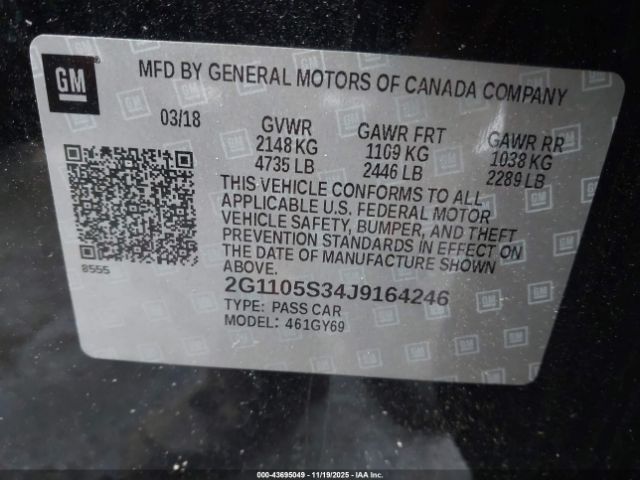 GM
MFD BY GENERAL MOTORS OF CANADA COMPANY
03/18
GVWR GAWR FRT GAWR RR
2148 KG 1109 KG 1038 KG
4735 LB 2446 LB 2289 LB
THIS VEHICLE CONFORMS TO ALL
APPLICABLE U.S. FEDERAL MOTOR
VEHICLE SAFETY, BUMPER, AND THEFT
PREVENTION STANDARDS IN EFFECT ON
THE DATE OF MANUFACTURE SHOWN
ABOVE.
8555
2G1105S34J9164246
TYPE: PASS CAR
MODEL: 461GY69
000-43695049 | 11/19/2025 - IAA Inc.